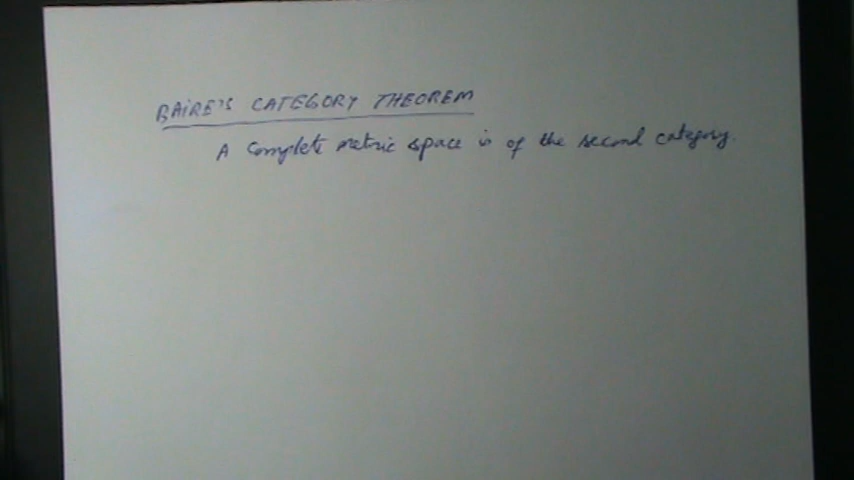 BAIRE'S CATEGORY THEOREM
A complete metric space is of the second category.